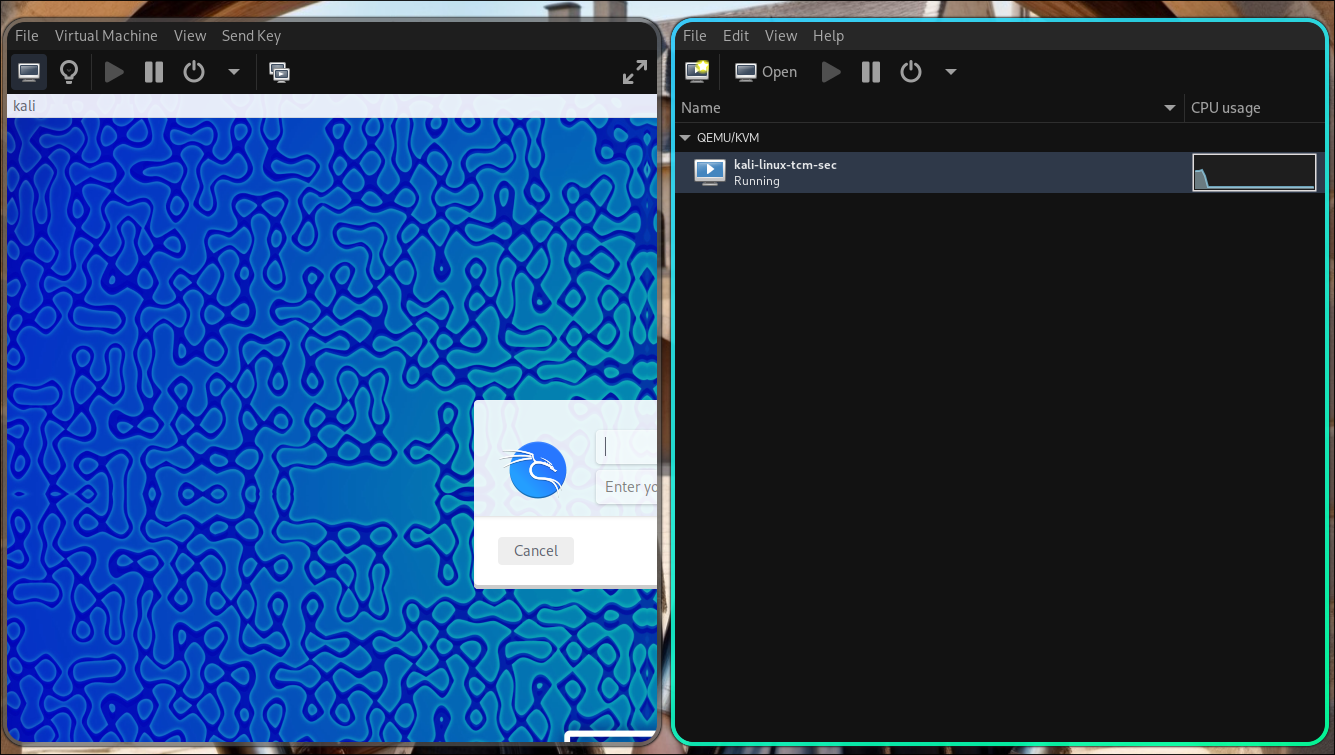 File Virtual Machine View Send Key
kali
Enter yo
Cancel
File Edit View Help
Open
Name CPU usage
QEMU/KVM
kali-linux-tcm-sec
Running